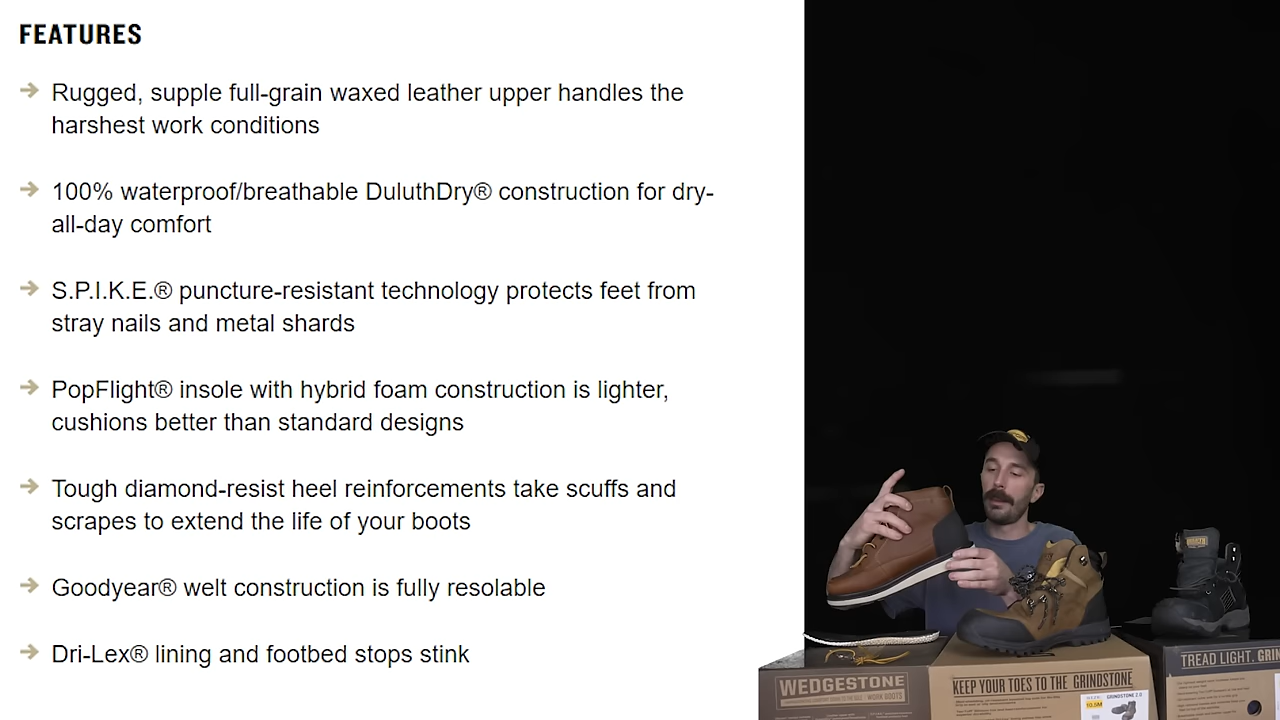 FEATURES
Rugged, supple full-grain waxed leather upper handles the
harshest work conditions
100% waterproof/breathable DuluthDry® construction for dry-
all-day comfort
S.P.I.K.E.® puncture-resistant technology protects feet from
stray nails and metal shards
PopFlight® insole with hybrid foam construction is lighter,
cushions better than standard designs
Tough diamond-resist heel reinforcements take scuffs and
scrapes to extend the life of your boots
Goodyear® welt construction is fully resolable
Dri-Lex® lining and footbed stops stink
WEDGESTONE
WORK BOOTS
KEEP YOUR TOES TO THE GRINDSTONE
GRINDSTONE 2.0
10.5M
TREAD LIGHT. GRIN